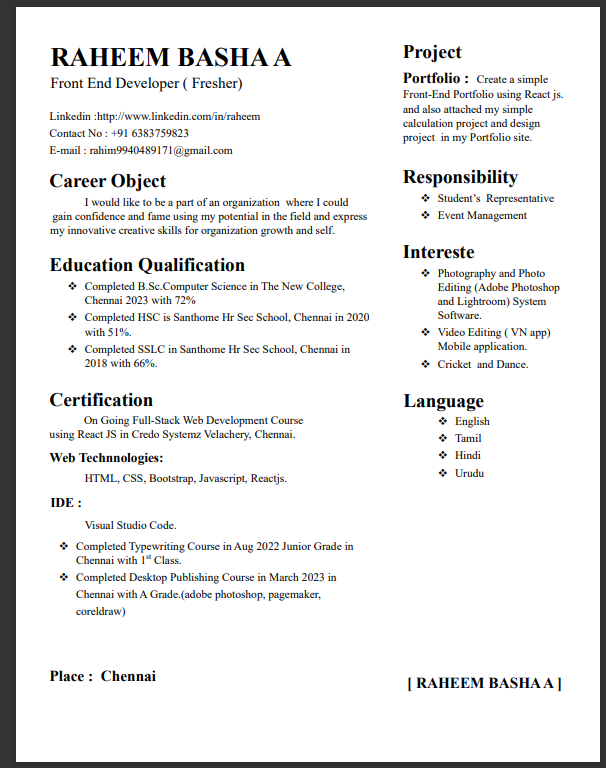 RAHEEM BASHA A
Front End Developer ( Fresher)
Linkedin :http://www.linkedin.com/in/raheem
Contact No : +91 6383759823
E-mail : rahim9940489171@gmail.com
Career Object
I would like to be a part of an organization where I could
gain confidence and fame using my potential in the field and express
my innovative creative skills for organization growth and self.
Education Qualification
❖ Completed B.Sc.Computer Science in The New College,
Chennai 2023 with 72%
❖ Completed HSC is Santhome Hr Sec School, Chennai in 2020
with 51%.
❖ Completed SSLC in Santhome Hr Sec School, Chennai in
2018 with 66%.
Certification
On Going Full-Stack Web Development Course
using React JS in Credo Systemz Velachery, Chennai.
Web Technnologies:
HTML, CSS, Bootstrap, Javascript, Reactjs.
IDE :
Visual Studio Code.
❖ Completed Typewriting Course in Aug 2022 Junior Grade in
Chennai with 1st Class.
❖ Completed Desktop Publishing Course in March 2023 in
Chennai with A Grade.(adobe photoshop, pagemaker,
coreldraw)
Place : Chennai
Project
Portfolio : Create a simple
Front-End Portfolio using React js.
and also attached my simple
calculation project and design
project in my Portfolio site.
Responsibility
❖ Student’s Representative
❖ Event Management
Intereste
❖ Photography and Photo
Editing (Adobe Photoshop
and Lightroom) System
Software.
❖ Video Editing ( VN app)
Mobile application.
❖ Cricket and Dance.
Language
❖ English
❖ Tamil
❖ Hindi
❖ Urudu
[ RAHEEM BASHA A ]